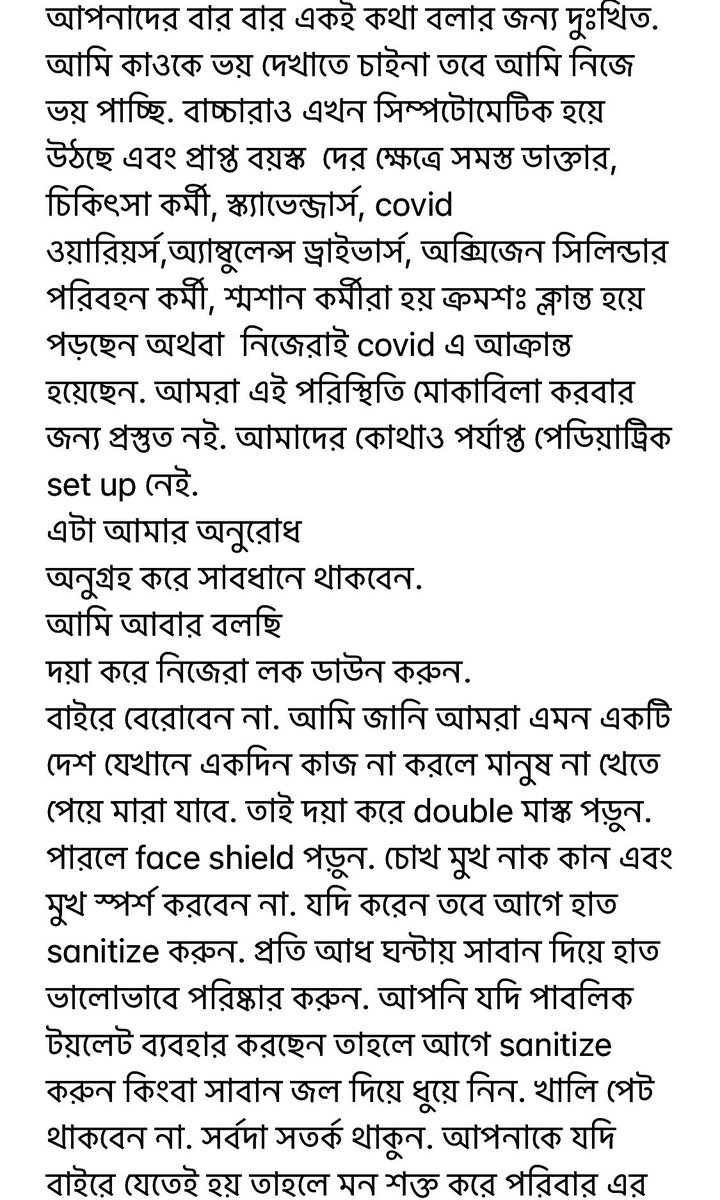 আপনাদের বার বার একই কথা বলার জন্য দুঃখিত.
আমি কাওকে ভয় দেখাতে চাইনা তবে আমি নিজে
ভয় পাচ্ছি. বাচ্চারাও এখন সিম্পটোমেটিক হয়ে
উঠছে এবং প্রাপ্ত বয়স্ক  দের ক্ষেত্রে সমস্ত ডাক্তার,
চিকিৎসা কর্মী, স্ক্যাভেন্জার্স, covid
ওয়ারিয়র্স,অ্যাম্বুলেন্স ড্রাইভার্স, অক্সিজেন সিলিন্ডার
পরিবহন কর্মী, শ্মশান কর্মীরা হয় ক্রমশঃ ক্লান্ত হয়ে
পড়ছেন অথবা  নিজেরাই covid এ আক্রান্ত
হয়েছেন. আমরা এই পরিস্থিতি মোকাবিলা করবার
জন্য প্রস্তুত নই. আমাদের কোথাও পর্যাপ্ত পেডিয়াট্রিক
set up নেই.
এটা আমার অনুরোধ
অনুগ্রহ করে সাবধানে থাকবেন.
আমি আবার বলছি
দয়া করে নিজেরা লক ডাউন করুন.
বাইরে বেরোবেন না. আমি জানি আমরা এমন একটি
দেশ যেখানে একদিন কাজ না করলে মানুষ না খেতে
পেয়ে মারা যাবে. তাই দয়া করে double মাস্ক পড়ুন.
পারলে face shield পড়ুন. চোখ মুখ নাক কান এবং
মুখ স্পর্শ করবেন না. যদি করেন তবে আগে হাত
sanitize করুন. প্রতি আধ ঘন্টায় সাবান দিয়ে হাত
ভালোভাবে পরিষ্কার করুন. আপনি যদি পাবলিক
টয়লেট ব্যবহার করছেন তাহলে আগে sanitize
করুন কিংবা সাবান জল দিয়ে ধুয়ে নিন. খালি পেট
থাকবেন না. সর্বদা সতর্ক থাকুন. আপনাকে যদি
বাইরে যেতেই হয় তাহলে মন শক্ত করে পরিবার এর